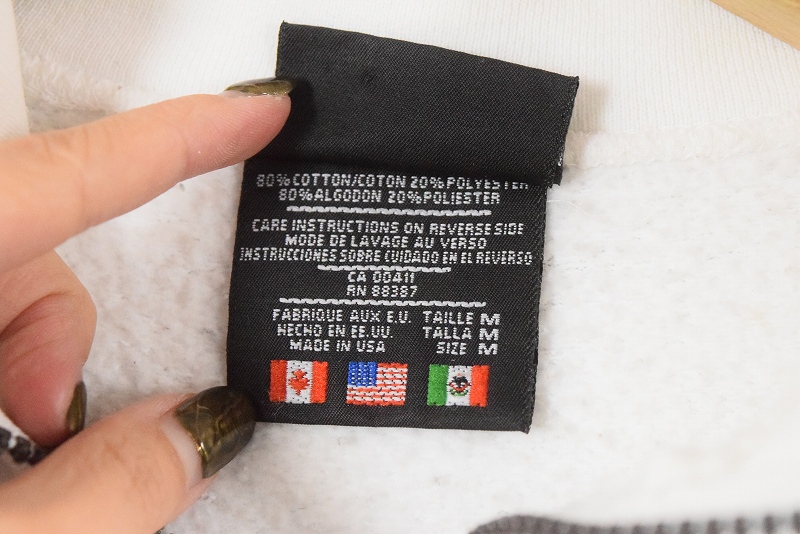 80% COTTON/COTON 20% POLYESTER
80% ALGODON 20% POLIESTER
CARE INSTRUCTIONS ON REVERSE SIDE
MODE DE LAVAGE AU VERSO
INSTRUCCIONES SOBRE CUIDADO EN EL REVERSO
CA 00411
RN 88387
FABRIQUE AUX E.U. TAILLE M
HECHO EN EE.UU. TALLA M
MADE IN USA SIZE M